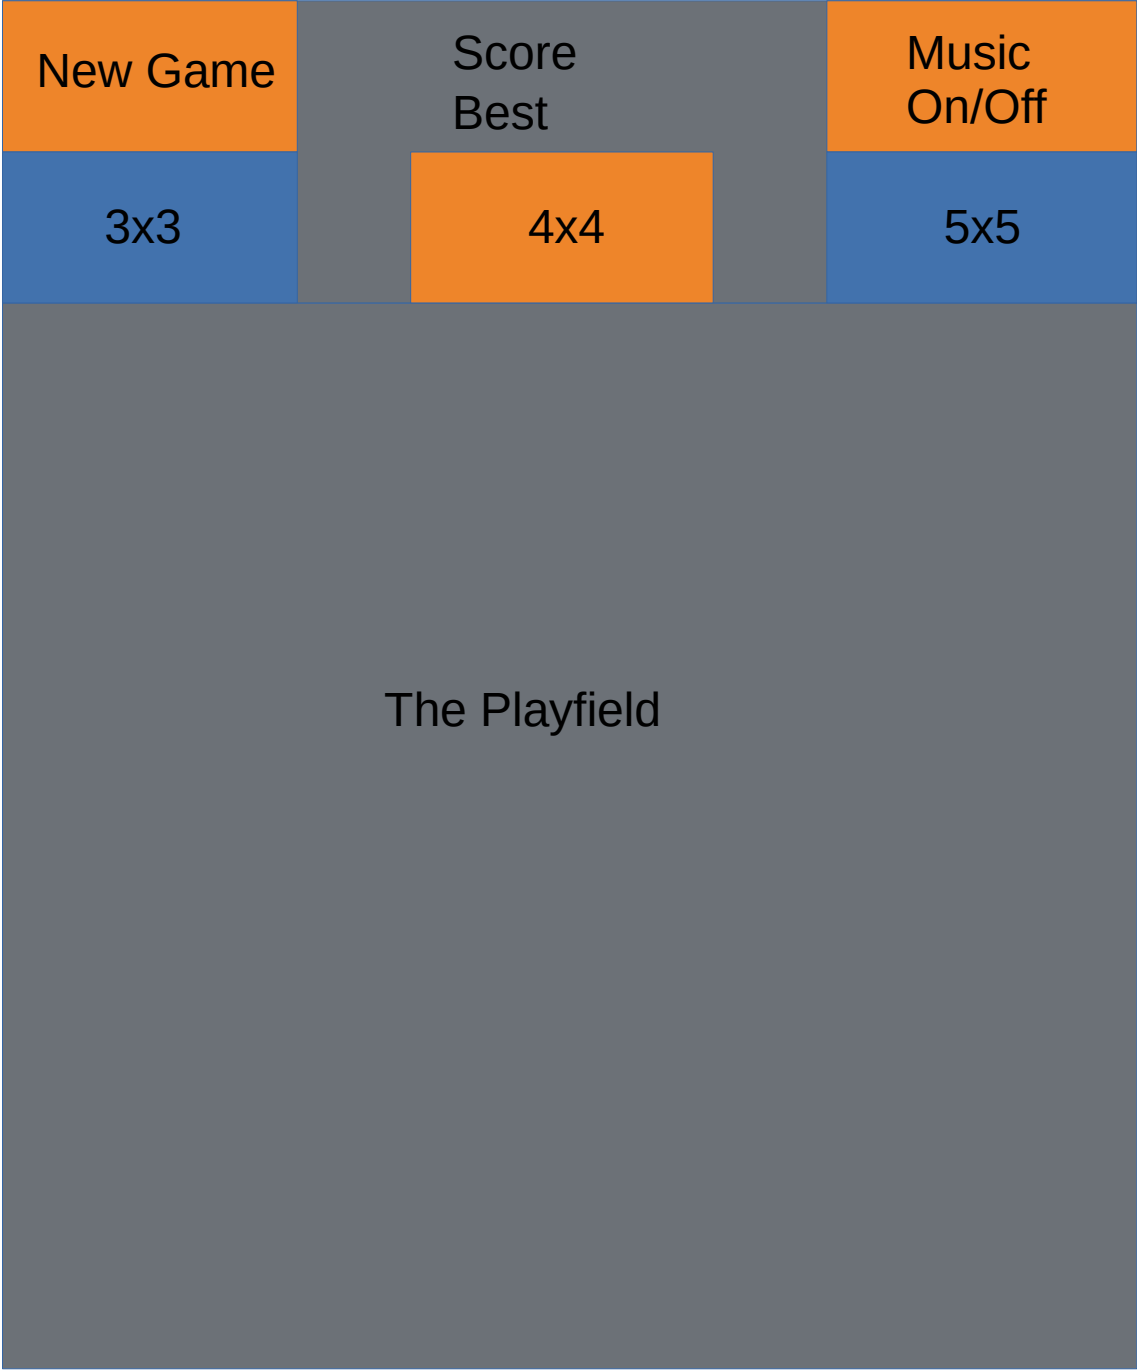 New Game
Score
Best
Music
On/Off
3x3
4x4
5x5
The Playfield